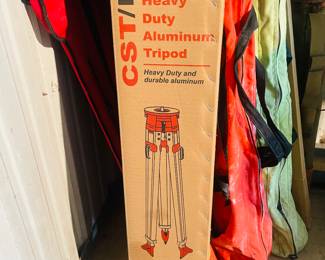 CST/
Heavy
Duty
Aluminum
Tripod
Heavy Duty and
durable aluminum